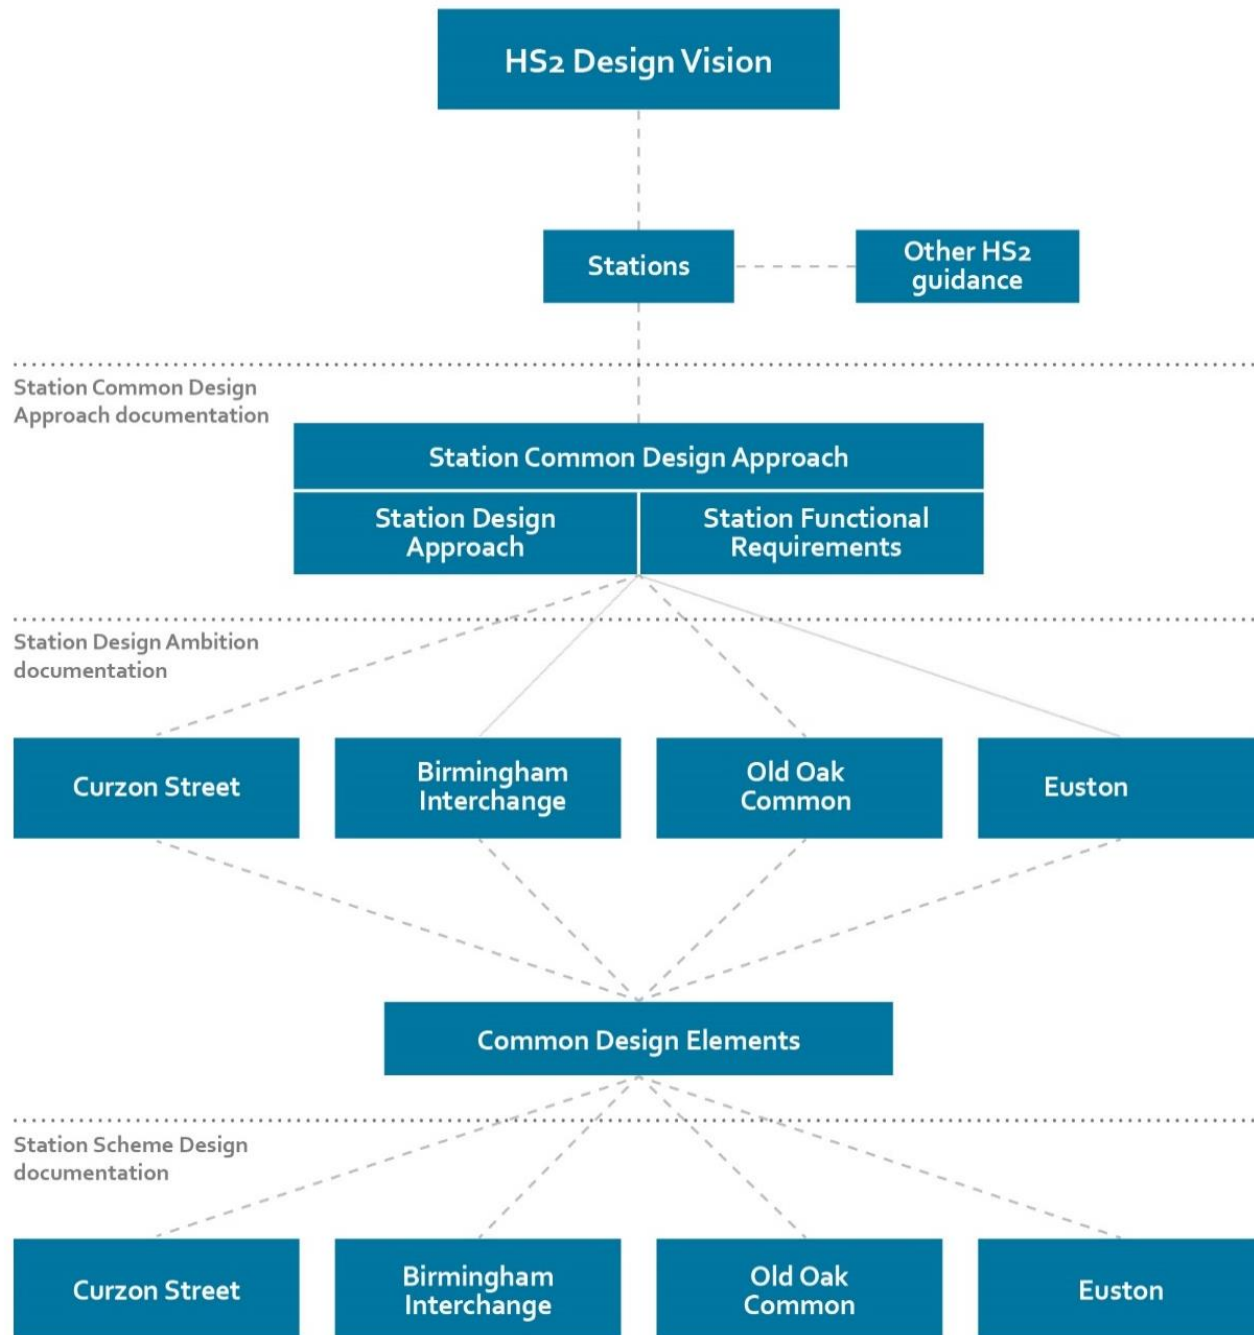 HS2 Design Vision
Stations
Other HS2
guidance
Station Common Design
Approach documentation
Station Common Design Approach
Station Design
Approach
Station Functional
Requirements
Station Design Ambition
documentation
Curzon Street
Birmingham
Interchange
Old Oak
Common
Euston
Common Design Elements
Station Scheme Design
documentation
Curzon Street
Birmingham
Interchange
Old Oak
Common
Euston